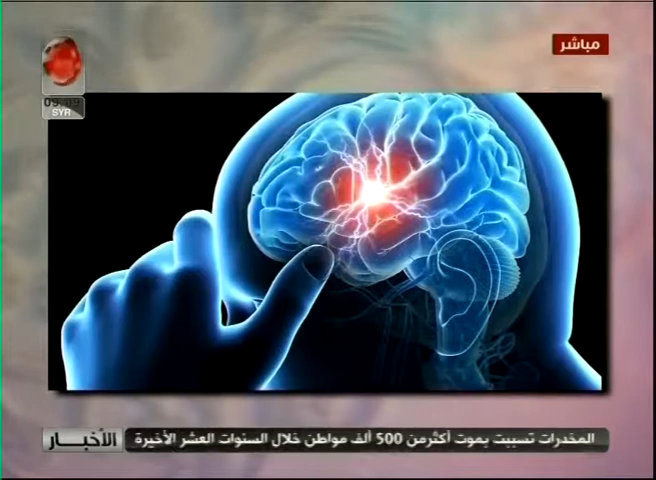 مباشر
SYR
المخدرات تسببت بموت أكثرمن 500 ألف مواطن خلال السنوات العشر الأخيرة
الأخبار